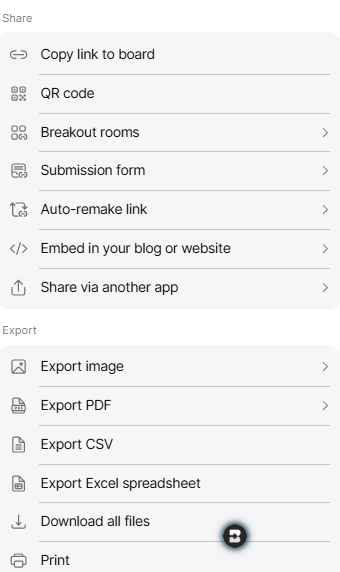 Share
Copy link to board
QR code
Breakout rooms
Submission form
Auto-remake link
Embed in your blog or website
Share via another app
Export
Export image
Export PDF
Export CSV
Export Excel spreadsheet
Download all files
Print